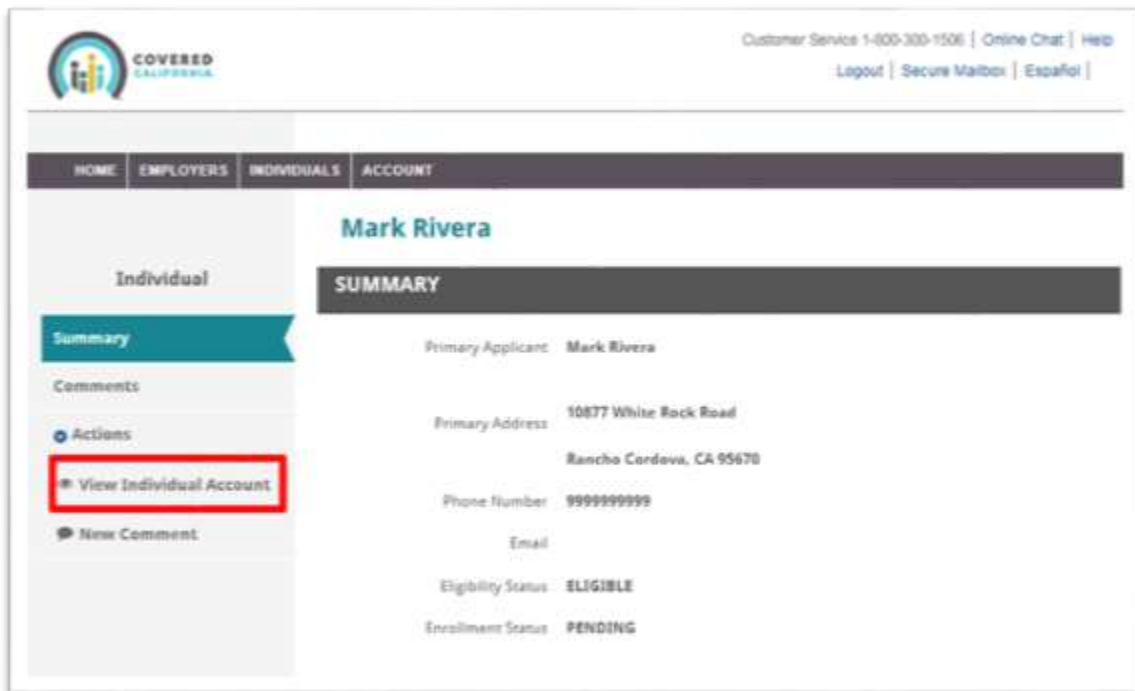 COVERED
CALIFORNIA
Customer Service 1-800-300-1506 | Online Chat | Help
Logout | Secure Mailbox | Español |
HOME EMPLOYERS INDIVIDUALS ACCOUNT
Mark Rivera
Individual
SUMMARY
Summary
Comments
Actions
View Individual Account
New Comment
Primary Applicant Mark Rivera
Primary Address 10877 White Rock Road
Rancho Cordova, CA 95670
Phone Number 9999999999
Email
Eligibility Status ELIGIBLE
Enrollment Status PENDING